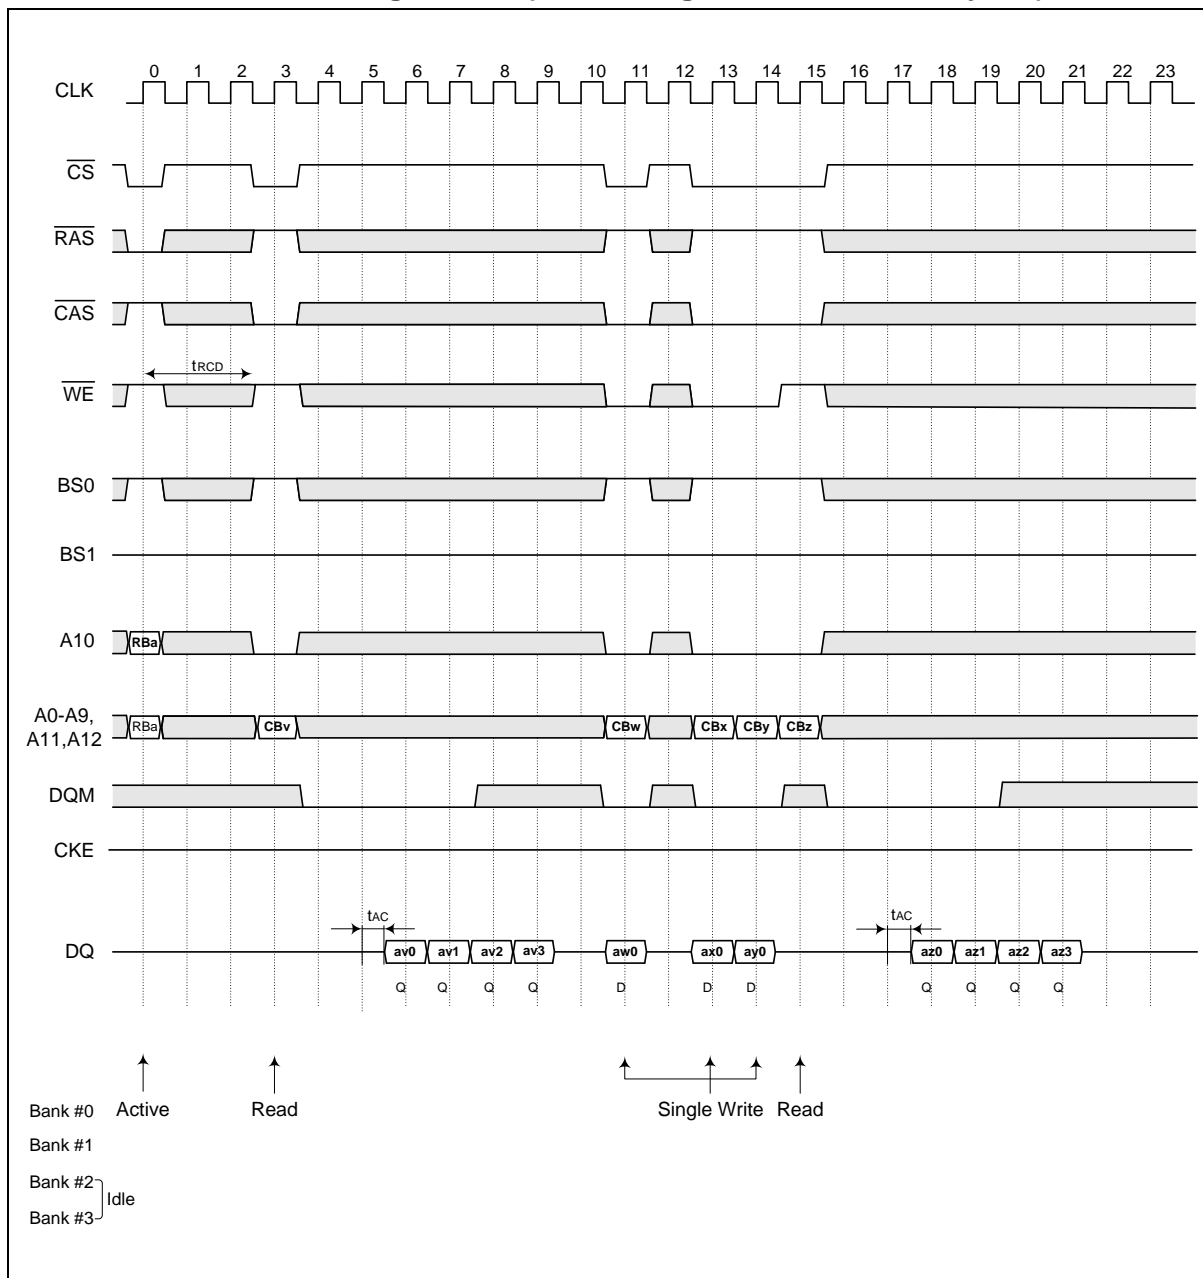 0 1 2 3 4 5 6 7 8 9 10 11 12 13 14 15 16 17 18 19 20 21 22 23
CLK
CS
RAS
CAS
tRCD
WE
BS0
BS1
A10 RBa
A0-A9,
A11,A12
RBa CBv CBw CBx CBy CBz
DQM
CKE
tAC tAC
DQ av0 av1 av2 av3 aw0 ax0 ay0 az0 az1 az2 az3
Q Q Q Q D D D Q Q Q Q
Bank #0 Active Read Single Write Read
Bank #1
Bank #2
Idle
Bank #3